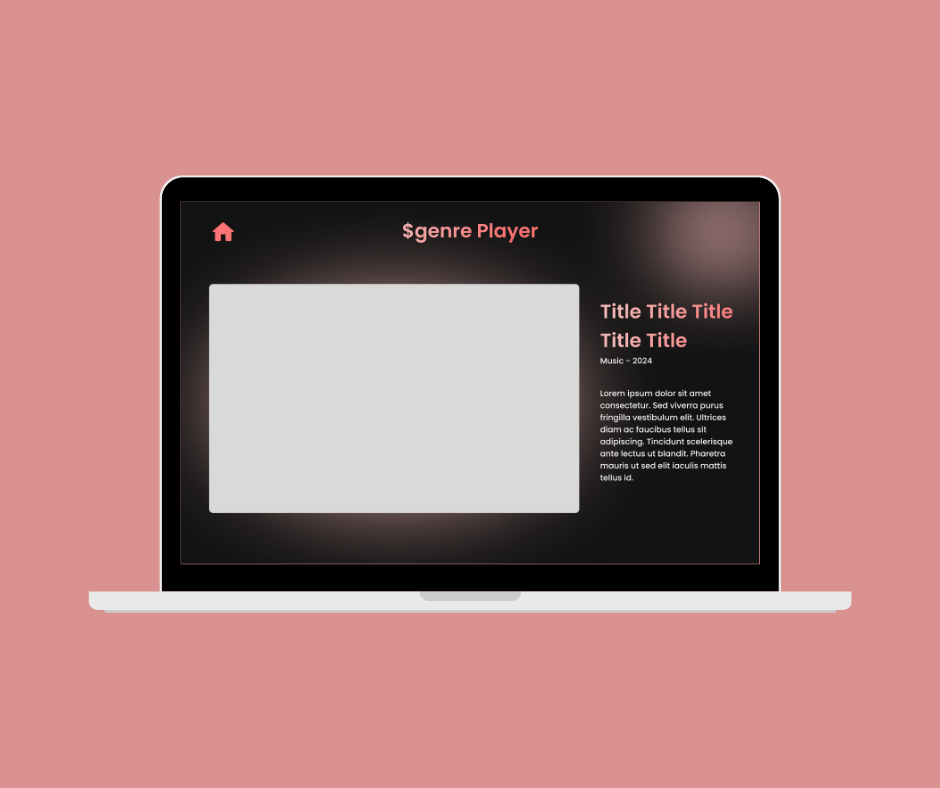 $genre Player
Title Title Title
Title Title
Music - 2024
Lorem ipsum dolor sit amet
consectetur. Sed viverra purus
fringilla vestibulum elit. Ultrices
diam ac faucibus tellus sit
adipiscing. Tincidunt scelerisque
ante lectus ut blandit. Pharetra
mauris ut sed elit iaculis mattis
tellus id.